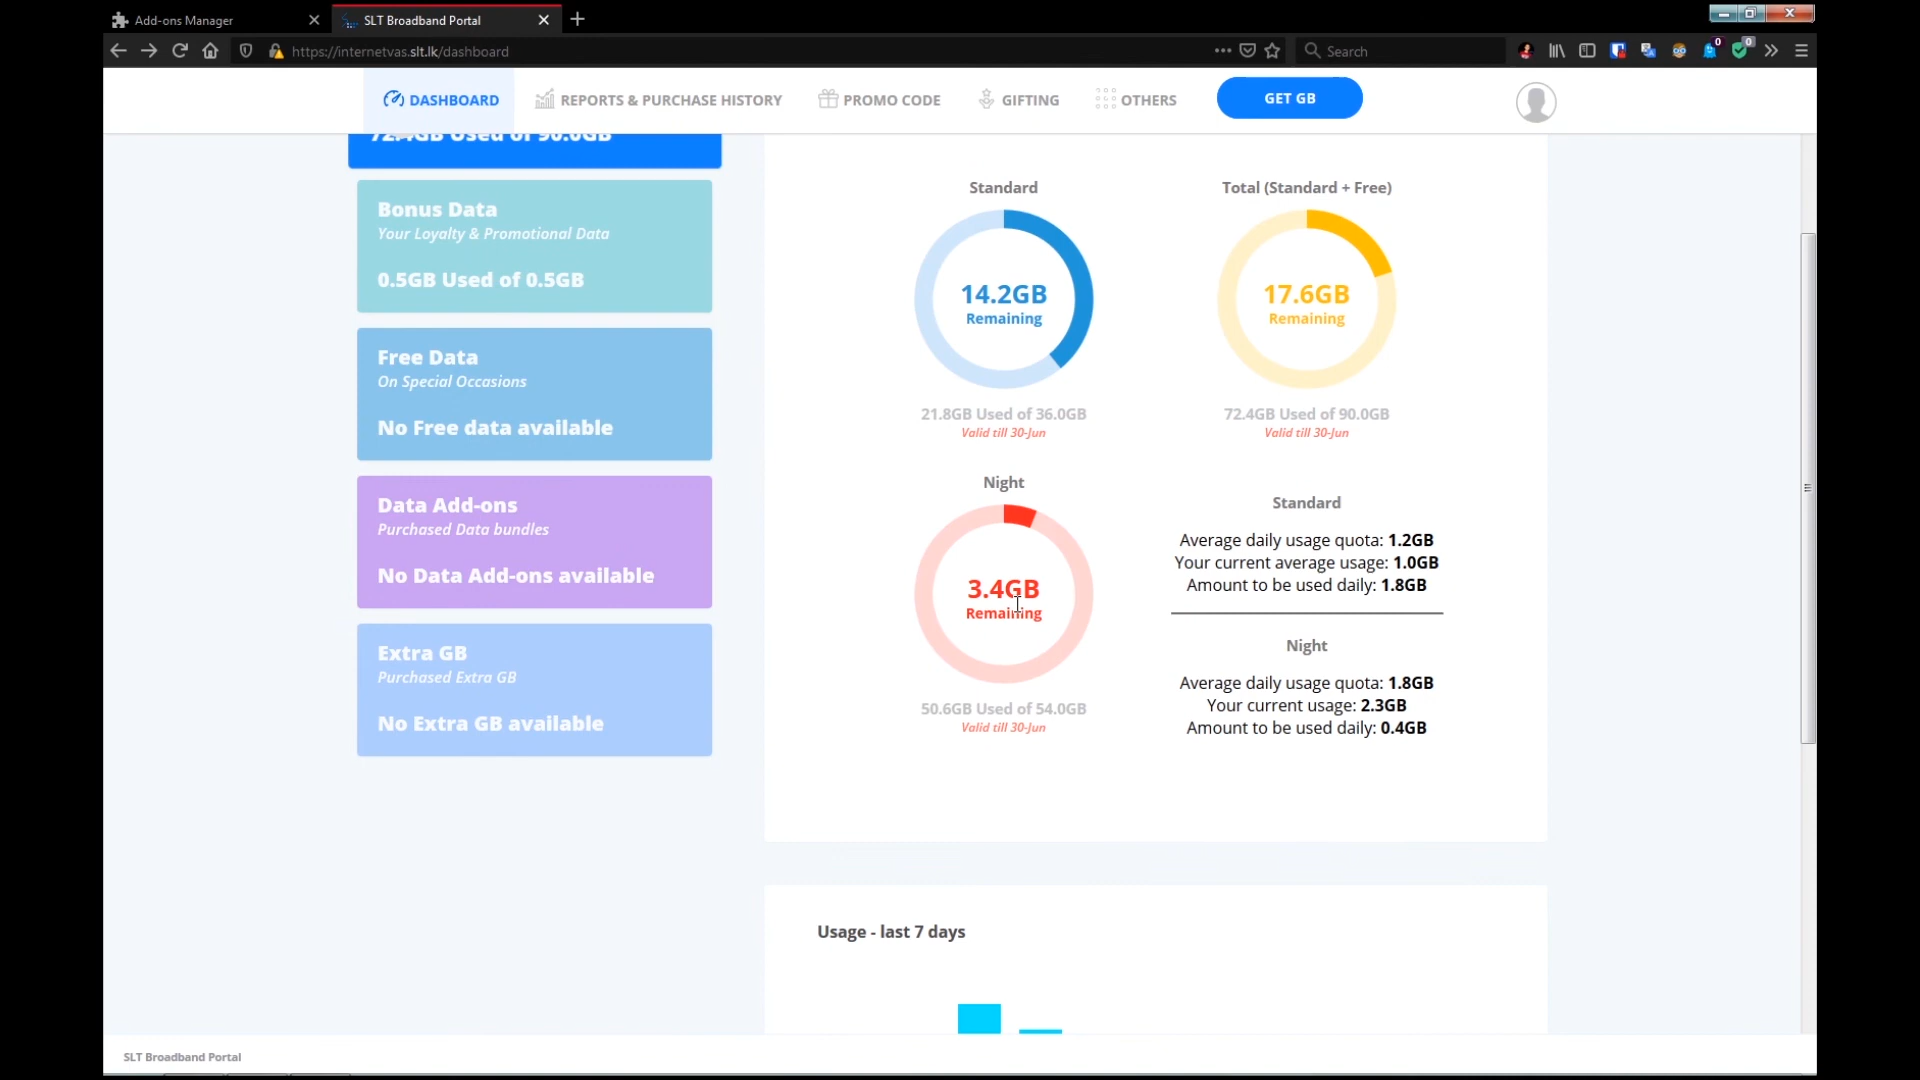 Add-ons Manager
SLT Broadband Portal
https://internetvas.slt.lk/dashboard
Search
0
0
DASHBOARD
REPORTS & PURCHASE HISTORY
PROMO CODE
GIFTING
OTHERS
GET GB
72.4GB Used of 90.0GB
Bonus Data
Your Loyalty & Promotional Data
0.5GB Used of 0.5GB
Free Data
On Special Occasions
No Free data available
Data Add-ons
Purchased Data bundles
No Data Add-ons available
Extra GB
Purchased Extra GB
No Extra GB available
Standard
14.2GB
Remaining
21.8GB Used of 36.0GB
Valid till 30-Jun
Total (Standard + Free)
17.6GB
Remaining
72.4GB Used of 90.0GB
Valid till 30-Jun
Night
3.4GB
Remaining
50.6GB Used of 54.0GB
Valid till 30-Jun
Standard
Average daily usage quota: 1.2GB
Your current average usage: 1.0GB
Amount to be used daily: 1.8GB
Night
Average daily usage quota: 1.8GB
Your current usage: 2.3GB
Amount to be used daily: 0.4GB
Usage - last 7 days
SLT Broadband Portal